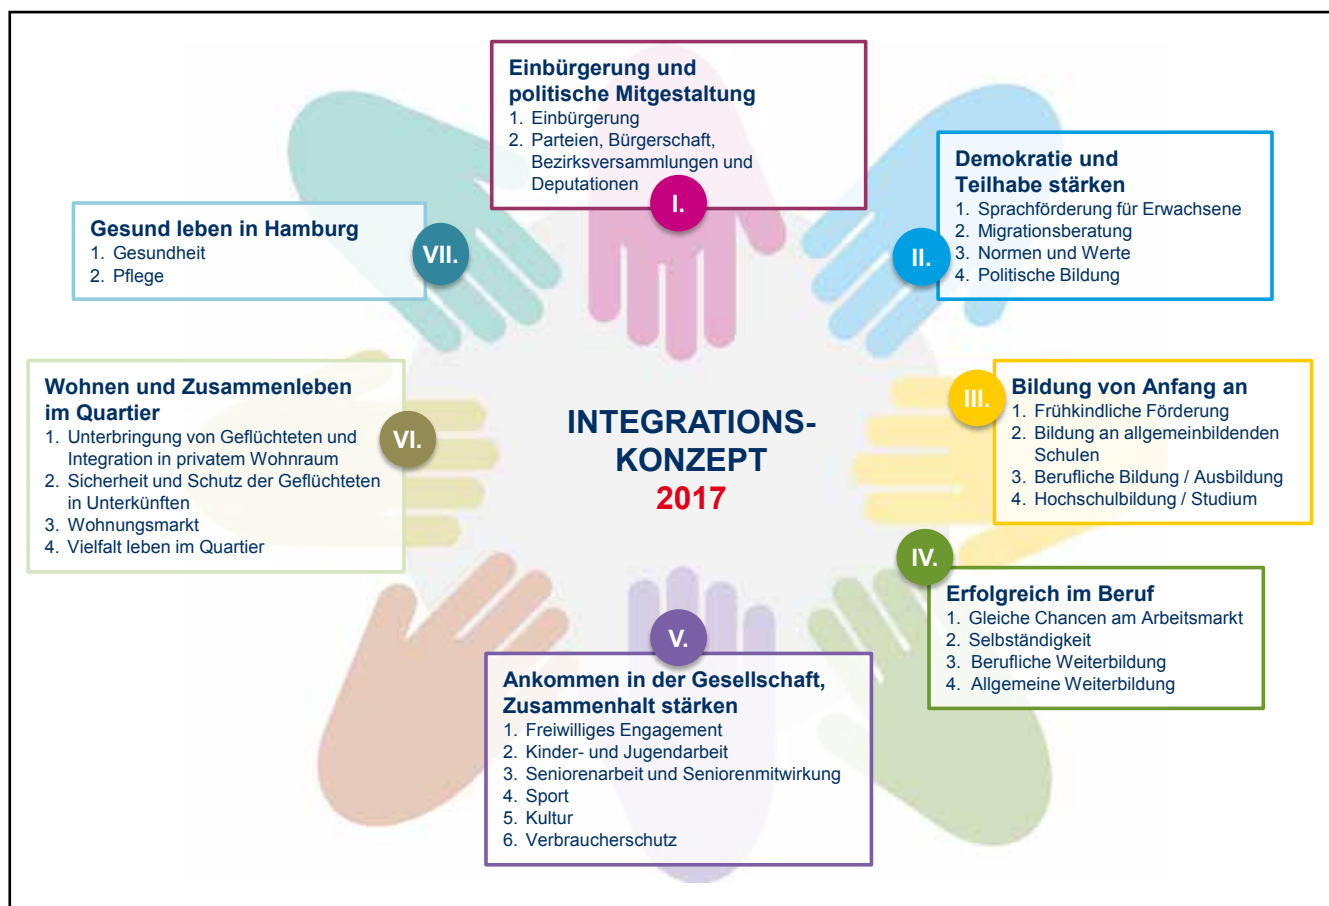 Einbürgerung und
politische Mitgestaltung
1. Einbürgerung
2. Parteien, Bürgerschaft,
Bezirksversammlungen und
Deputationen
I.
Demokratie und
Teilhabe stärken
1. Sprachförderung für Erwachsene
2. Migrationsberatung
3. Normen und Werte
4. Politische Bildung
II.
Bildung von Anfang an
1. Frühkindliche Förderung
2. Bildung an allgemeinbildenden
Schulen
3. Berufliche Bildung / Ausbildung
4. Hochschulbildung / Studium
III.
Erfolgreich im Beruf
1. Gleiche Chancen am Arbeitsmarkt
2. Selbständigkeit
3. Berufliche Weiterbildung
4. Allgemeine Weiterbildung
IV.
Ankommen in der Gesellschaft,
Zusammenhalt stärken
1. Freiwilliges Engagement
2. Kinder- und Jugendarbeit
3. Seniorenarbeit und Seniorenmitwirkung
4. Sport
5. Kultur
6. Verbraucherschutz
V.
Wohnen und Zusammenleben
im Quartier
1. Unterbringung von Geflüchteten und
Integration in privatem Wohnraum
2. Sicherheit und Schutz der Geflüchteten
in Unterkünften
3. Wohnungsmarkt
4. Vielfalt leben im Quartier
VI.
Gesund leben in Hamburg
1. Gesundheit
2. Pflege
VII.
INTEGRATIONS-
KONZEPT
2017